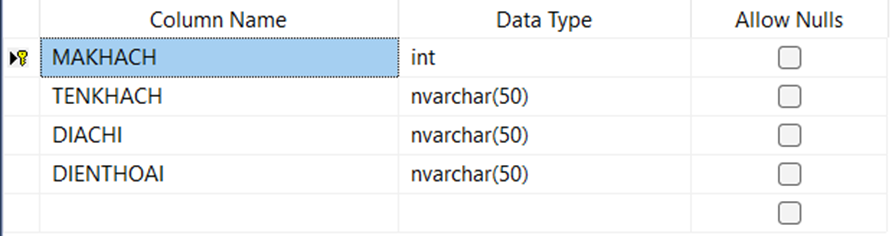 Column Name Data Type Allow Nulls
MAKHACH int
TENKHACH nvarchar(50)
DIACHI nvarchar(50)
DIENTHOAI nvarchar(50)